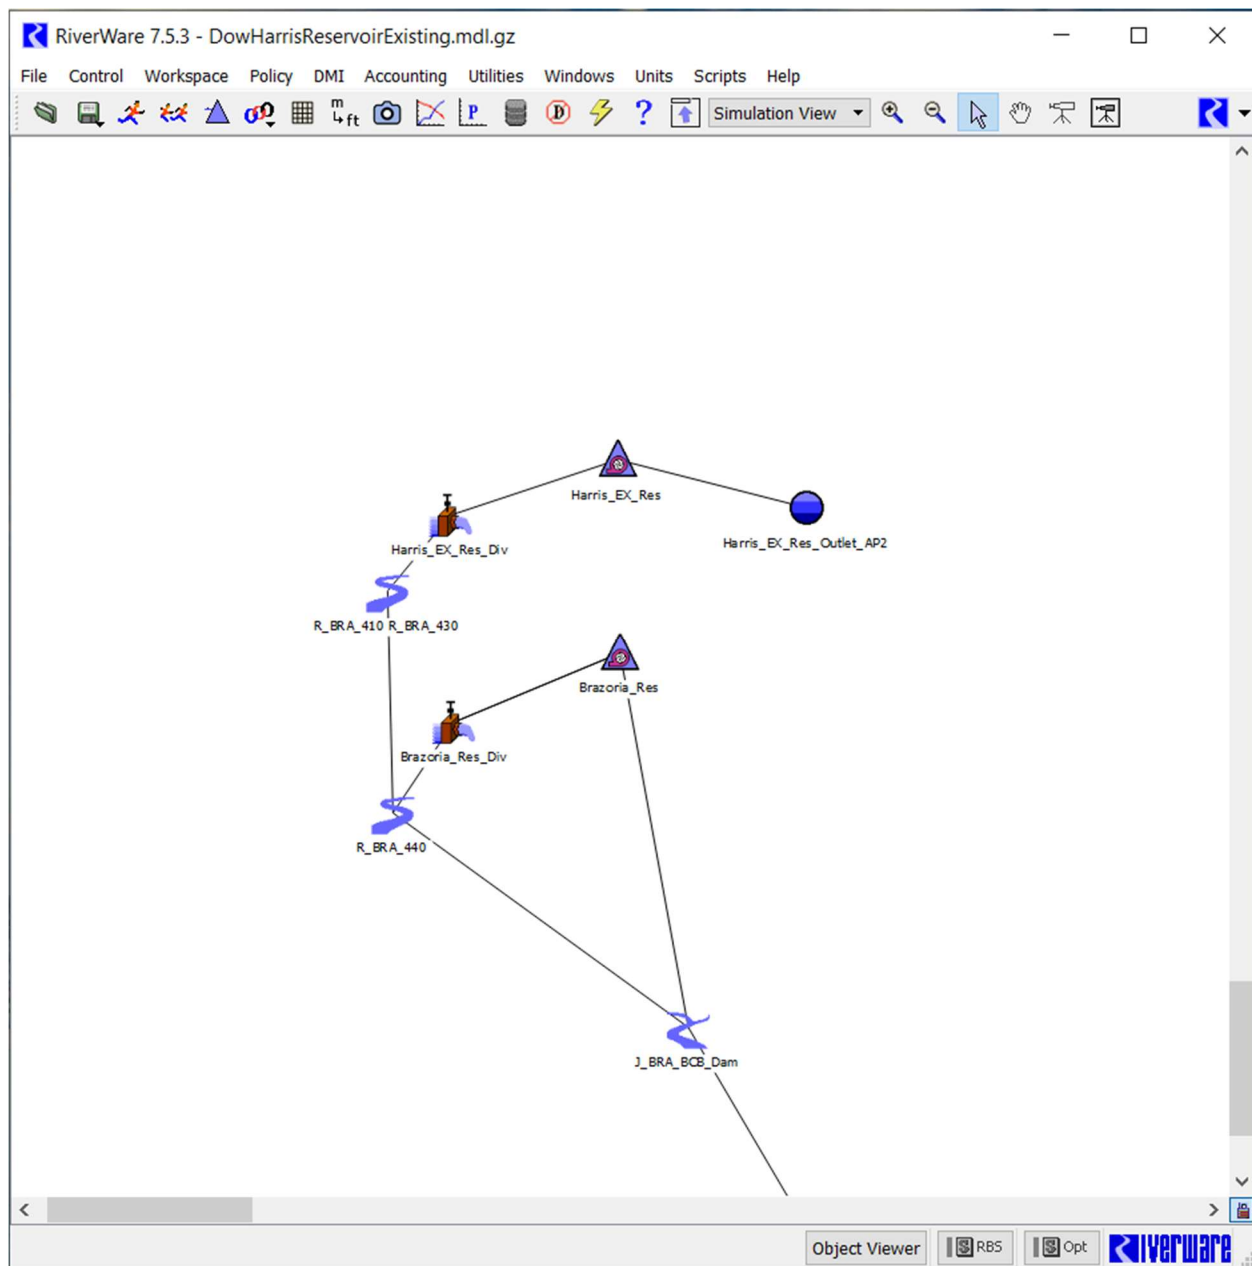 RiverWare 7.5.3 - DowHarrisReservoirExisting.mdl.gz
File Control Workspace Policy DMI Accounting Utilities Windows Units Scripts Help
m ft P D ? Simulation View
Harris_EX_Res
Harris_EX_Res_Div
Harris_EX_Res_Outlet_AP2
R_BRA_410 R_BRA_430
Brazoria_Res
Brazoria_Res_Div
R_BRA_440
J_BRA_BCB_Dam
Object Viewer S RBS S Opt RIVERWARE